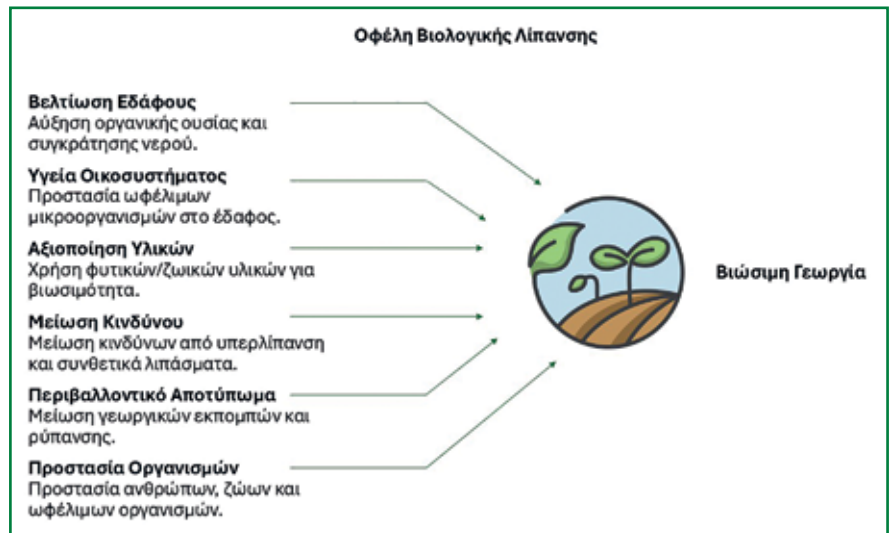 Οφέλη Βιολογικής Λίπανσης
Βελτίωση Εδάφους
Αύξηση οργανικής ουσίας και
συγκράτησης νερού.
Υγεία Οικοσυστήματος
Προστασία ωφέλιμων
μικροοργανισμών στο έδαφος.
Αξιοποίηση Υλικών
Χρήση φυτικών/ζωικών υλικών για
βιωσιμότητα.
Μείωση Κινδύνου
Μείωση κινδύνων από υπερλίπανση
και συνθετικά λιπάσματα.
Περιβαλλοντικό Αποτύπωμα
Μείωση γεωργικών εκπομπών και
ρύπανσης.
Προστασία Οργανισμών
Προστασία ανθρώπων, ζώων και
ωφέλιμων οργανισμών.
Βιώσιμη Γεωργία